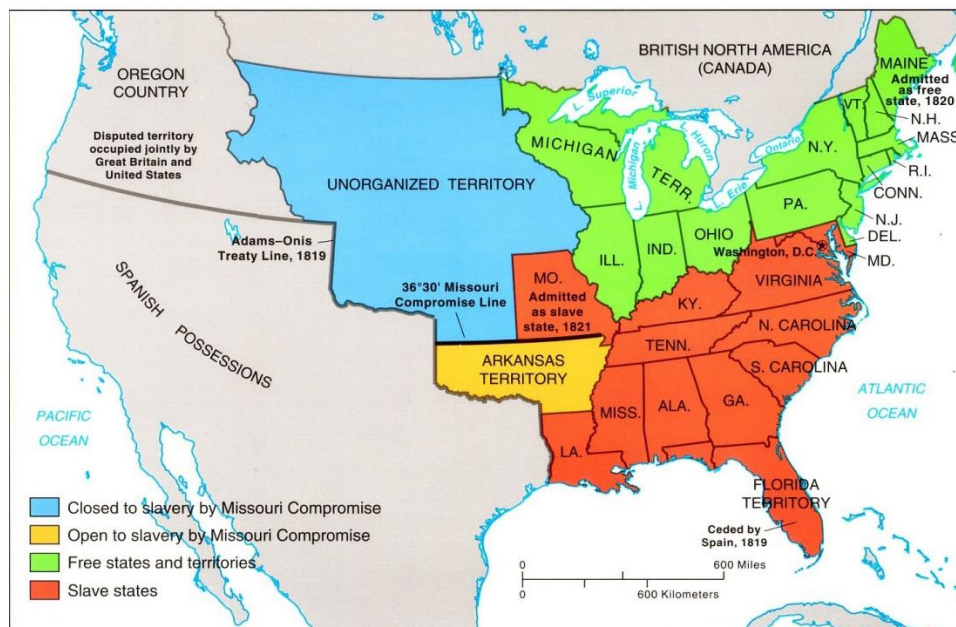 BRITISH NORTH AMERICA
(CANADA)
OREGON
COUNTRY
Disputed territory
occupied jointly by
Great Britain and
United States
MAINE
Admitted
as free
state, 1820
L. Superior
L. Huron
L. Michigan
L. Erie
L. Ontario
MICHIGAN
TERR.
VT.
N.H.
MASS.
N.Y.
R.I.
CONN.
PA.
N.J.
DEL.
MD.
UNORGANIZED TERRITORY
Adams–Onis
Treaty Line, 1819
OHIO
IND.
ILL.
Washington, D.C.
36°30' Missouri
Compromise Line
MO.
Admitted
as slave
state, 1821
KY.
VIRGINIA
SPANISH POSSESSIONS
TENN.
N. CAROLINA
ARKANSAS
TERRITORY
S. CAROLINA
PACIFIC
OCEAN
ATLANTIC
OCEAN
MISS.
ALA.
GA.
LA.
FLORIDA
TERRITORY
Ceded by
Spain, 1819
Closed to slavery by Missouri Compromise
Open to slavery by Missouri Compromise
Free states and territories
Slave states
0 600 Miles
0 600 Kilometers